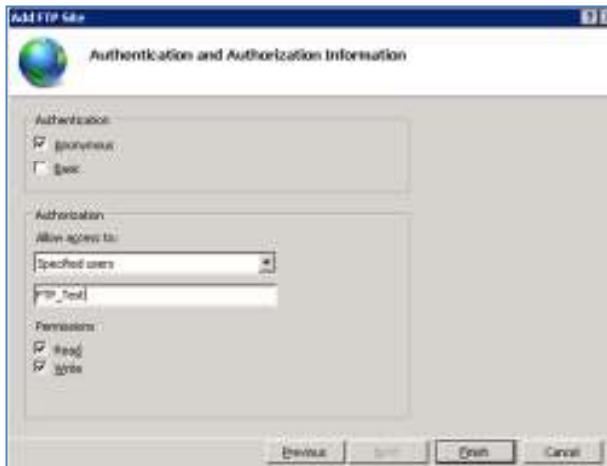 Add FTP Site
Authentication and Authorization Information
Authentication
Anonymous
Basic
Authorization
Allow access to:
Specified users
FTP_Test
Permissions
Read
Write
Previous
Next
Finish
Cancel